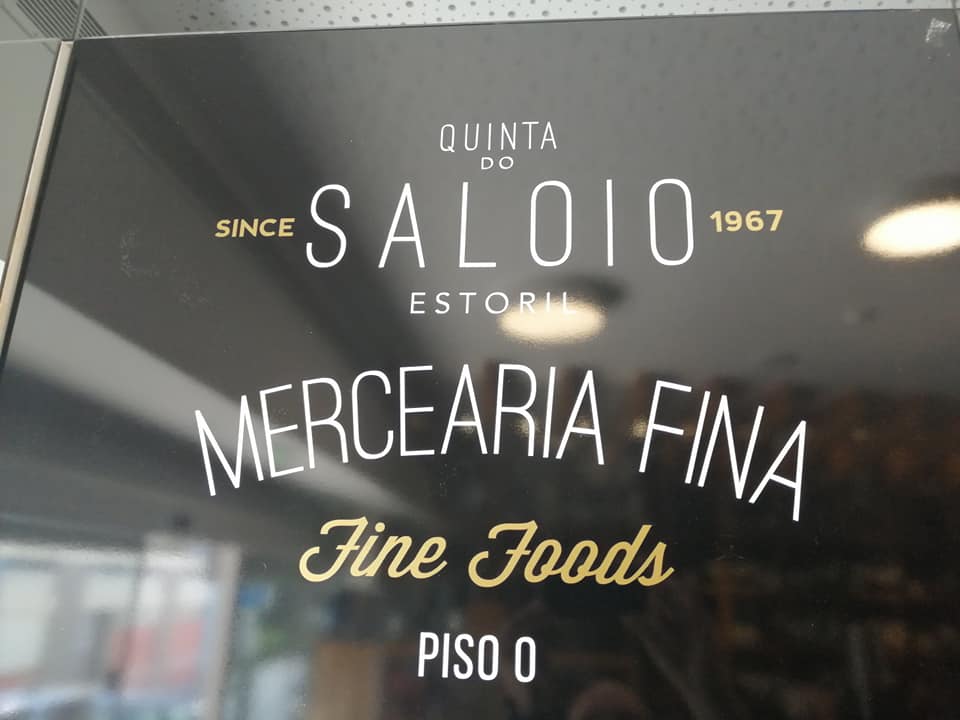 QUINTA
DO
SINCE SALOIO 1967
ESTORIL
MERCEARIA FINA
Fine Foods
PISO 0